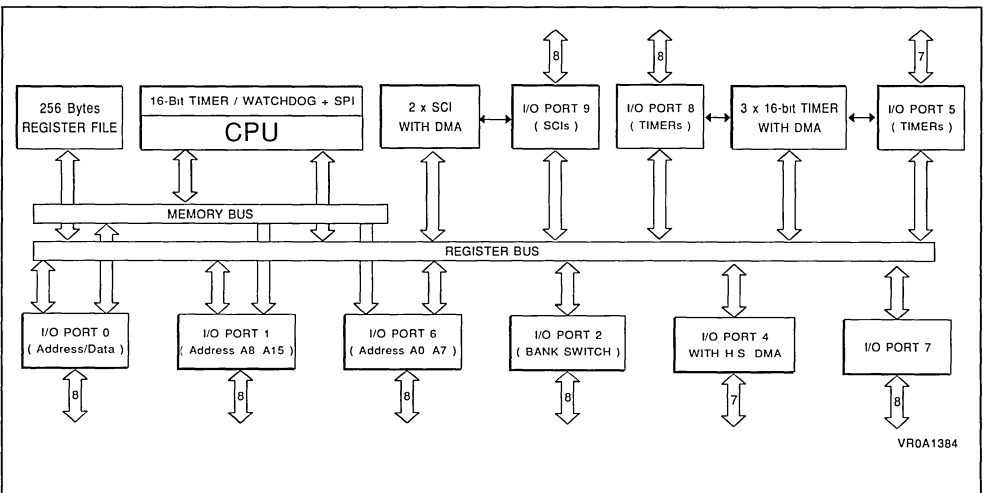 8
8
7
256 Bytes
REGISTER FILE
16-Bit TIMER / WATCHDOG + SPI
CPU
2 x SCI
WITH DMA
I/O PORT 9
( SCIs )
I/O PORT 8
( TIMERs )
3 x 16-bit TIMER
WITH DMA
I/O PORT 5
( TIMERs )
MEMORY BUS
REGISTER BUS
I/O PORT 0
( Address/Data )
I/O PORT 1
( Address A8 A15 )
I/O PORT 6
( Address A0 A7 )
I/O PORT 2
( BANK SWITCH )
I/O PORT 4
WITH H S DMA
I/O PORT 7
8
8
8
8
7
8
VR0A1384